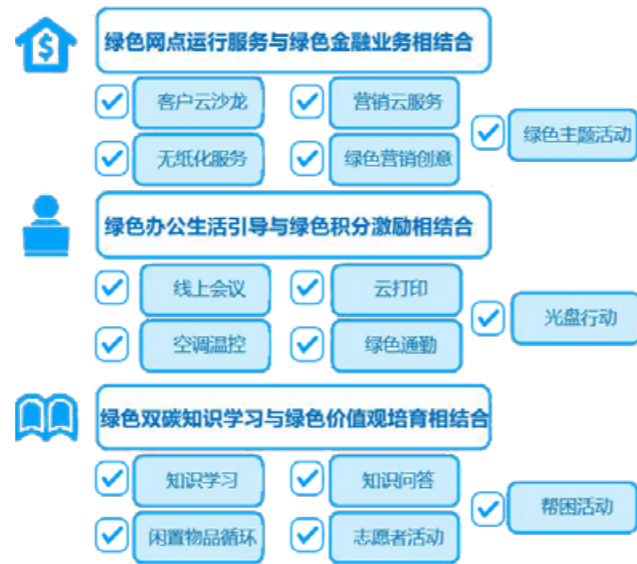 绿色网点运行服务与绿色金融业务相结合
客户云沙龙
营销云服务
绿色主题活动
无纸化服务
绿色营销创意
绿色办公生活引导与绿色积分激励相结合
线上会议
云打印
光盘行动
空调温控
绿色通勤
绿色双碳知识学习与绿色价值观培育相结合
知识学习
知识问答
帮困活动
闲置物品循环
志愿者活动